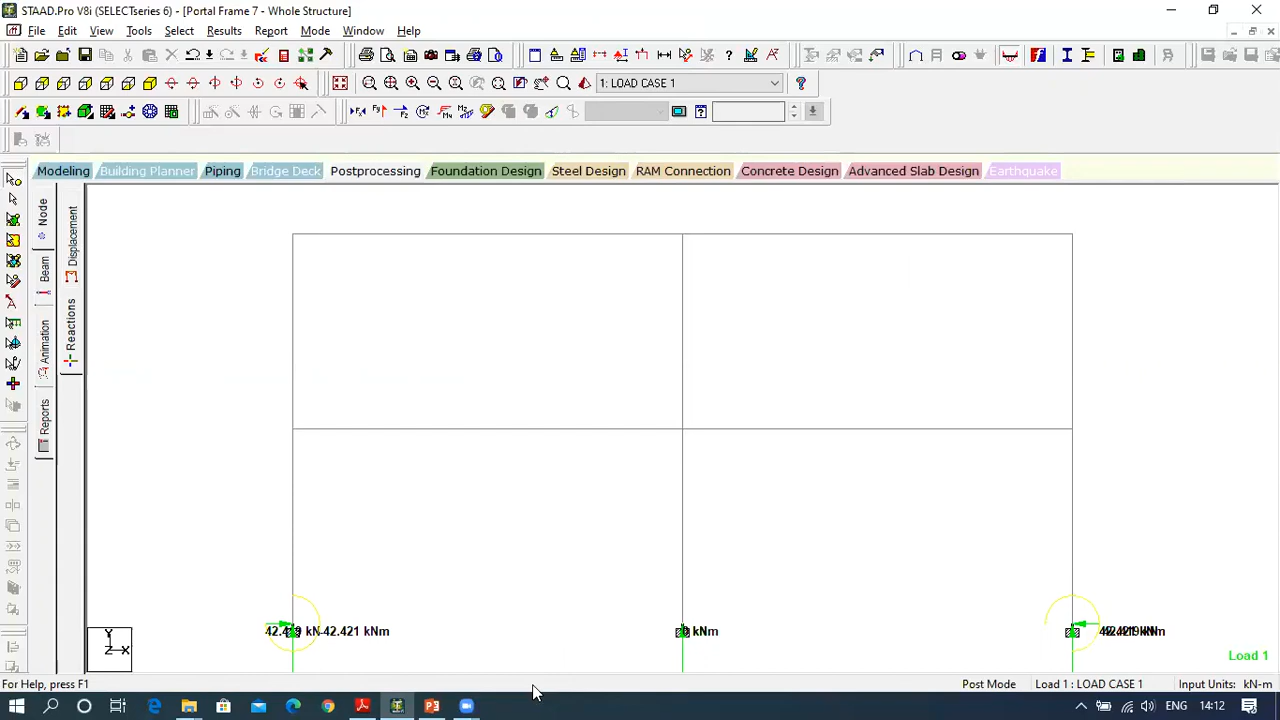 STAAD.Pro V8i (SELECTseries 6) - [Portal Frame 7 - Whole Structure]
File Edit View Tools Select Results Report Mode Window Help
1: LOAD CASE 1
Modeling Building Planner Piping Bridge Deck Postprocessing Foundation Design Steel Design RAM Connection Concrete Design Advanced Slab Design Earthquake
Node
Beam
Animation
Reports
Displacement
Reactions
-42.421 kNm
kNm
Y
Z X
Load 1
For Help, press F1
Post Mode
Load 1 : LOAD CASE 1
Input Units: kN-m
ENG
14:12